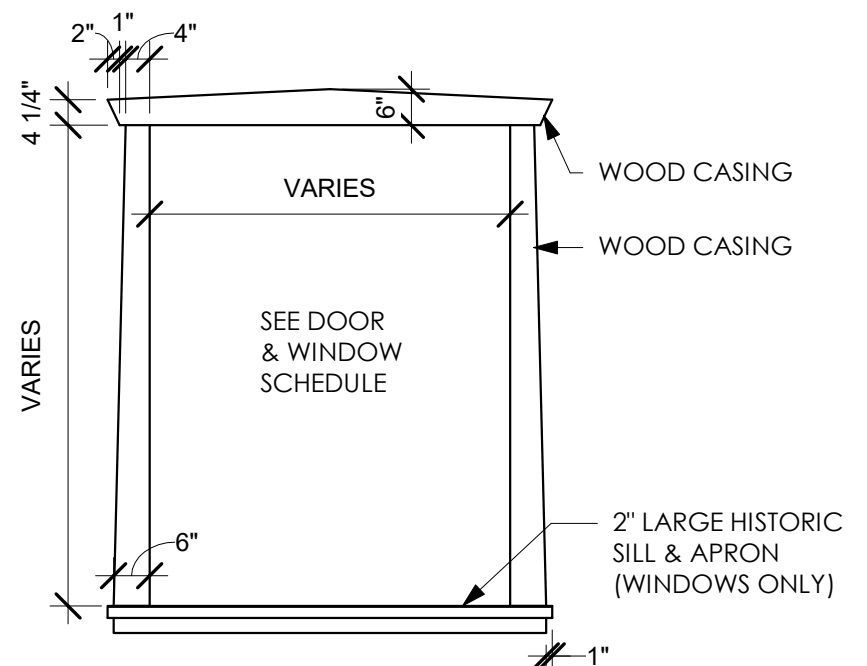 1"
2"
4"
4 1/4"
6"
WOOD CASING
VARIES
WOOD CASING
SEE DOOR
& WINDOW
SCHEDULE
VARIES
2" LARGE HISTORIC
SILL & APRON
(WINDOWS ONLY)
6"
1"